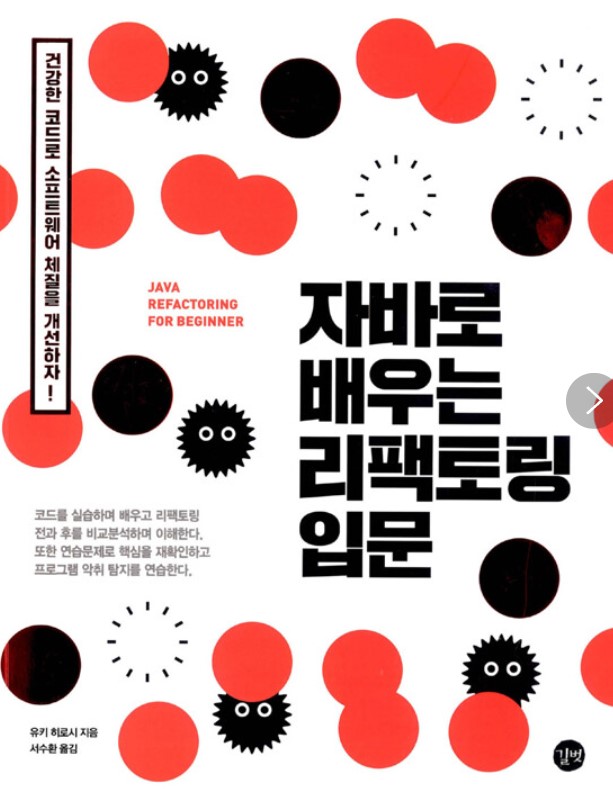 건강한 코드로 소프트웨어 체질을 개선하자!
JAVA
REFACTORING
FOR BEGINNER
자바로
배우는
리팩토링
입문
코드를 실습하며 배우고 리팩토링
전과 후를 비교분석하며 이해한다.
또한 연습문제로 핵심을 재확인하고
프로그램 악취 탐지를 연습한다.
유키 히로시 지음
서수환 옮김
길벗